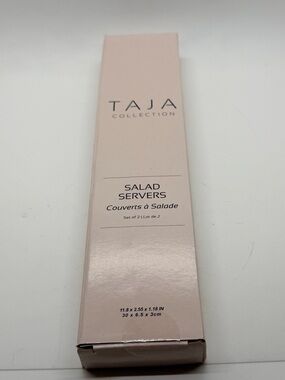 TAJA
COLLECTION
SALAD
SERVERS
Couverts à Salade
Set of 2 | Lot de 2
11.8 x 2.55 x 1.18 IN
30 x 6.5 x 3cm